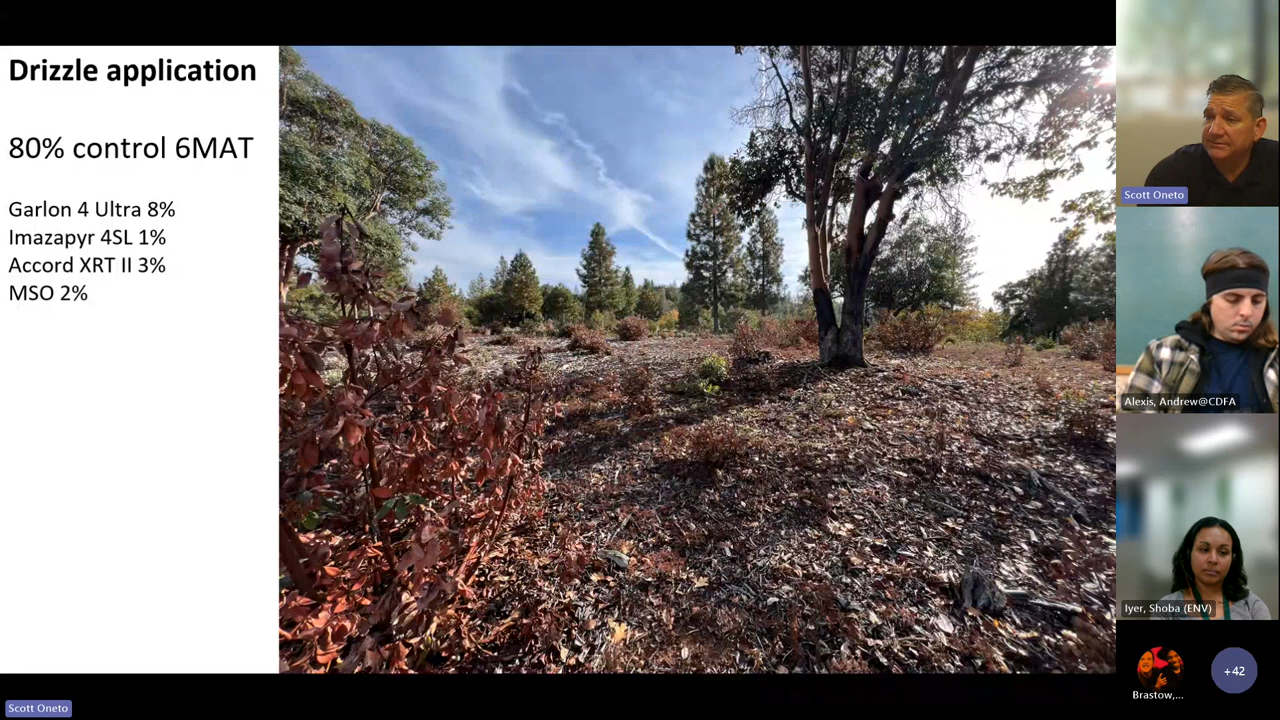 Drizzle application
80% control 6MAT
Garlon 4 Ultra 8%
Imazapyr 4SL 1%
Accord XRT II 3%
MSO 2%
Scott Oneto
Alexis, Andrew@CDFA
Iyer, Shoba (ENV)
Brastow,...
+42
Scott Oneto